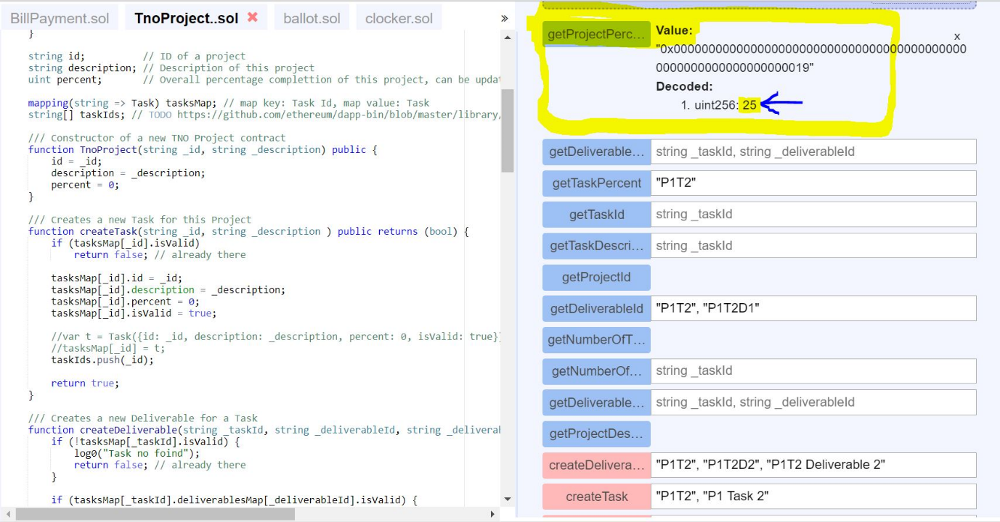 BillPayment.sol TnoProject..sol ✖ ballot.sol clocker.sol »
}
string id; // ID of a project
string description; // Description of this project
uint percent; // Overall percentage complettion of this project, can be updat
mapping(string => Task) tasksMap; // map key: Task Id, map value: Task
string[] taskIds; // TODO https://github.com/ethereum/dapp-bin/blob/master/library/
/// Constructor of a new TNO Project contract
function TnoProject(string _id, string _description) public {
id = _id;
description = _description;
percent = 0;
}
/// Creates a new Task for this Project
function createTask(string _id, string _description ) public returns (bool) {
if (tasksMap[_id].isValid)
return false; // already there
tasksMap[_id].id = _id;
tasksMap[_id].description = _description;
tasksMap[_id].percent = 0;
tasksMap[_id].isValid = true;
//var t = Task({id: _id, description: _description, percent: 0, isValid: true})
//tasksMap[_id] = t;
taskIds.push(_id);
return true;
}
/// Creates a new Deliverable for a Task
function createDeliverable(string _taskId, string _deliverableId, string _deliveral
if (!tasksMap[_taskId].isValid) {
log0("Task no foind");
return false; // already there
}
if (tasksMap[_taskId].deliverablesMap[_deliverableId].isValid) {
getProjectPerc... Value:
x
"0x000000000000000000000000000000000000000000
0000000000000000000019"
Decoded:
1. uint256: 25
getDeliverable... string _taskId, string _deliverableId
getTaskPercent "P1T2"
getTaskId string _taskId
getTaskDescri... string _taskId
getProjectId
getDeliverableId "P1T2", "P1T2D1"
getNumberOfT...
getNumberOf... string _taskId
getDeliverable... string _taskId, string _deliverableId
getProjectDes...
createDelivera... "P1T2", "P1T2D2", "P1T2 Deliverable 2"
createTask "P1T2", "P1 Task 2"